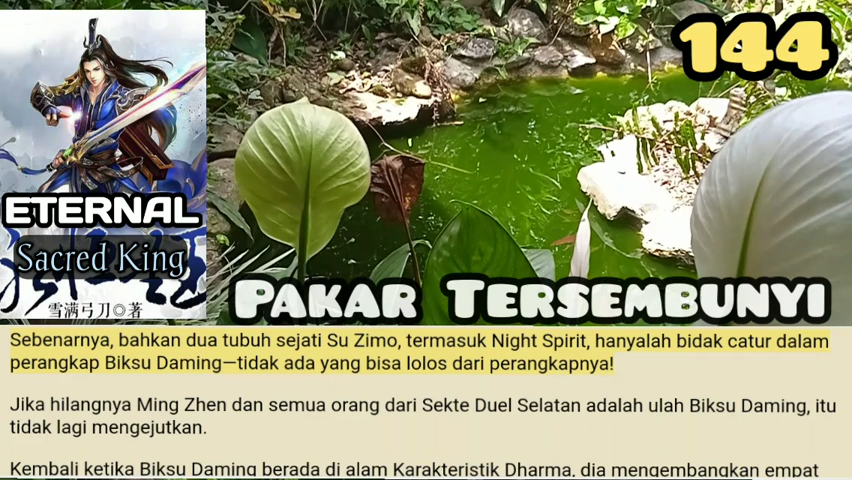 144
ETERNAL
Sacred King
雪满弓刀◎著
PAKAR TERSEMBUNYI
Sebenarnya, bahkan dua tubuh sejati Su Zimo, termasuk Night Spirit, hanyalah bidak catur dalam
perangkap Biksu Daming—tidak ada yang bisa lolos dari perangkapnya!
Jika hilangnya Ming Zhen dan semua orang dari Sekte Duel Selatan adalah ulah Biksu Daming, itu
tidak lagi mengejutkan.
Kembali ketika Biksu Daming berada di alam Karakteristik Dharma, dia mengembangkan empat